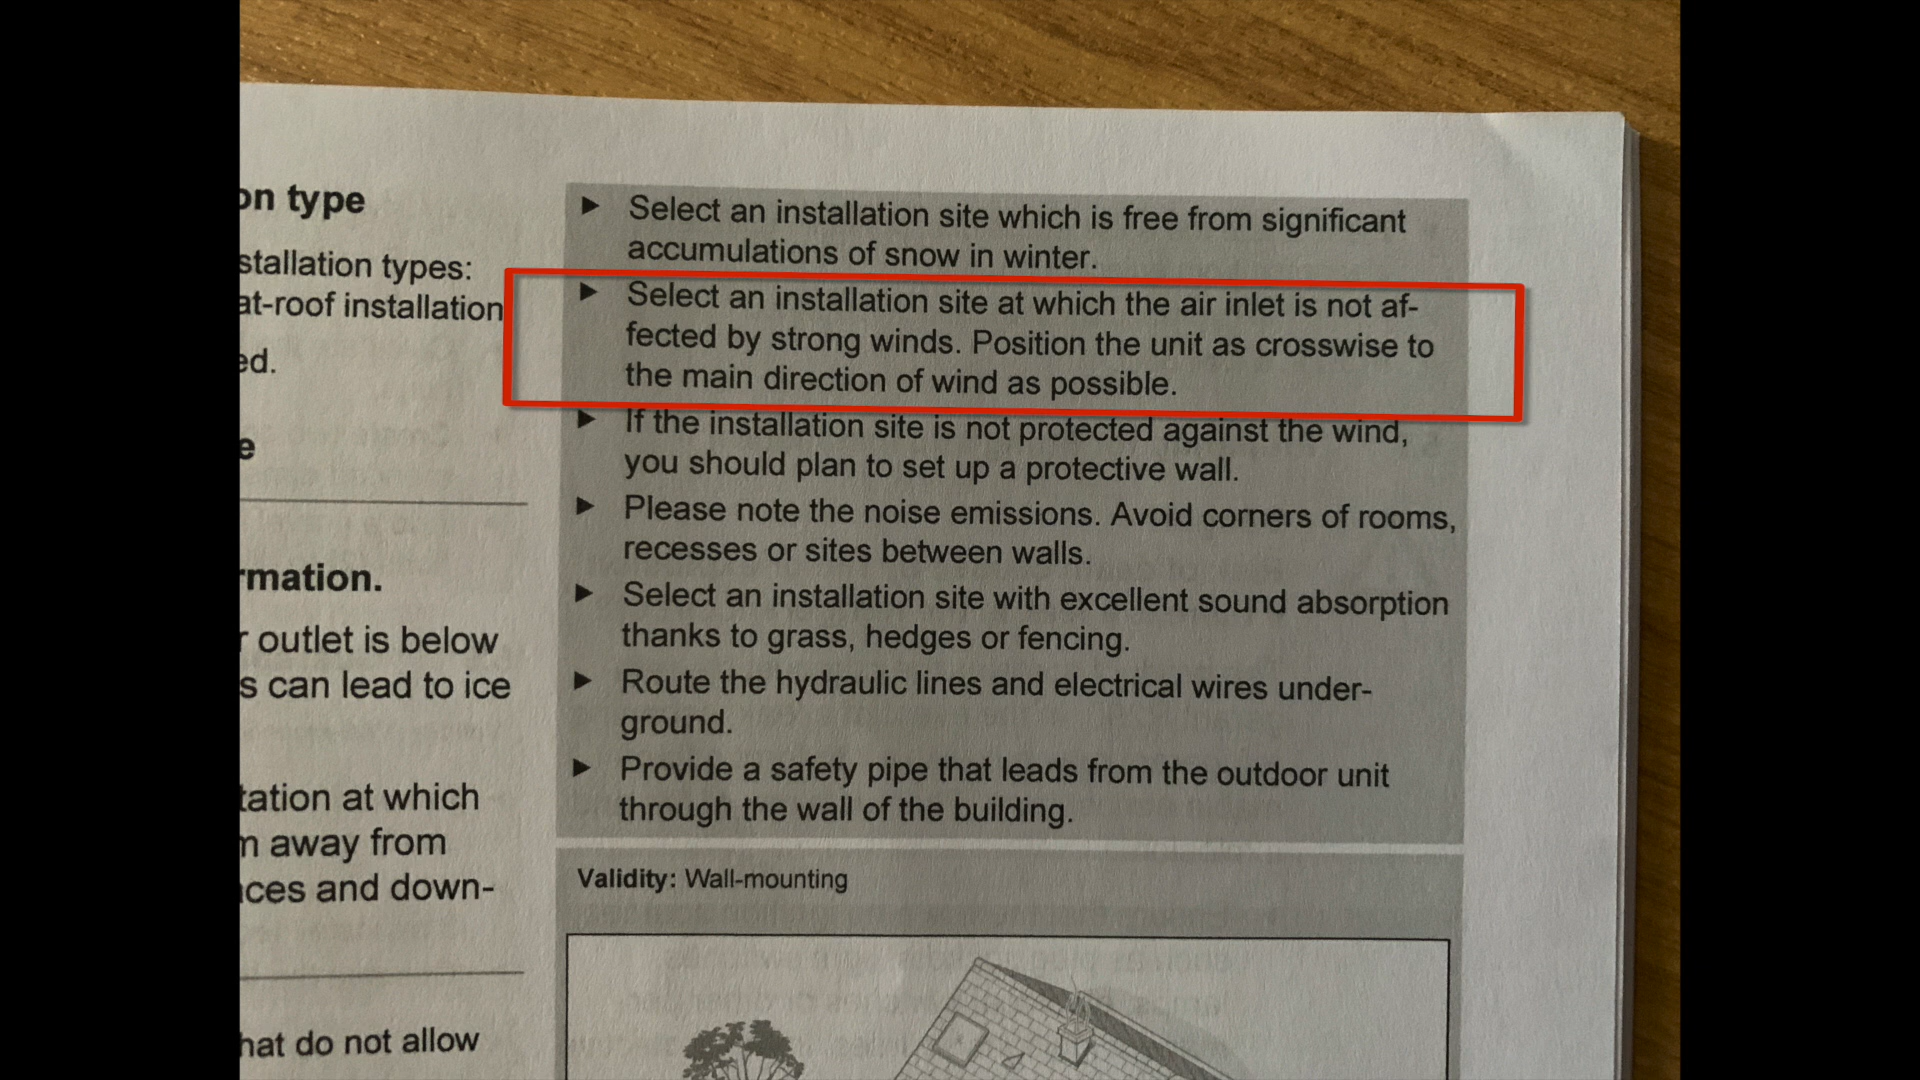 on type
stallation types:
at-roof installation
ed.
e
rmation.
r outlet is below
s can lead to ice
tation at which
m away from
ces and down-
hat do not allow
► Select an installation site which is free from significant
accumulations of snow in winter.
► Select an installation site at which the air inlet is not af-
fected by strong winds. Position the unit as crosswise to
the main direction of wind as possible.
► If the installation site is not protected against the wind,
you should plan to set up a protective wall.
► Please note the noise emissions. Avoid corners of rooms,
recesses or sites between walls.
► Select an installation site with excellent sound absorption
thanks to grass, hedges or fencing.
► Route the hydraulic lines and electrical wires under-
ground.
► Provide a safety pipe that leads from the outdoor unit
through the wall of the building.
Validity: Wall-mounting